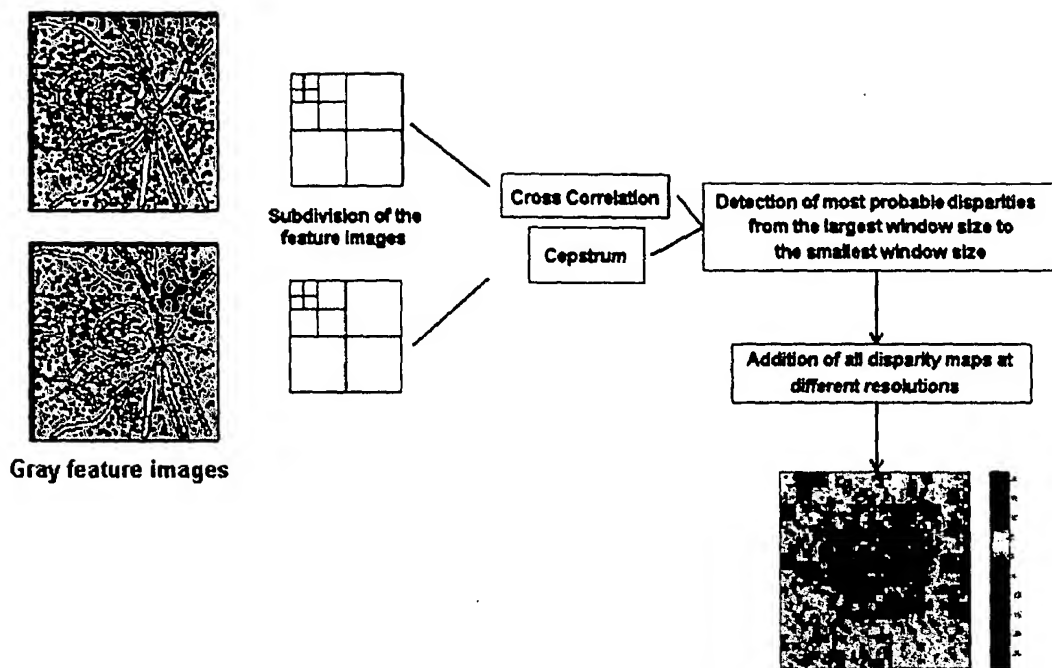 Gray feature images
Subdivision of the
feature images
Cross Correlation
Cepstrum
Detection of most probable disparities
from the largest window size to
the smallest window size
Addition of all disparity maps at
different resolutions